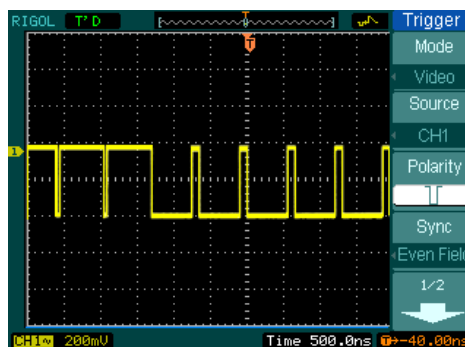 RIGOL T'D Trigger
T
Mode
Video
Source
CH1
1
Polarity
Sync
Even Field
1/2
CH1~ 200mV Time 500.0ns T→-40.00ns